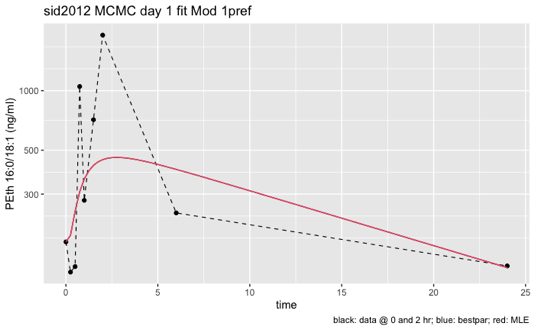 sid2012 MCMC day 1 fit Mod 1pref
PEth 16:0/18:1 (ng/ml)
1000
500
300
0
5
10
15
20
25
time
black: data @ 0 and 2 hr; blue: bestpar; red: MLE